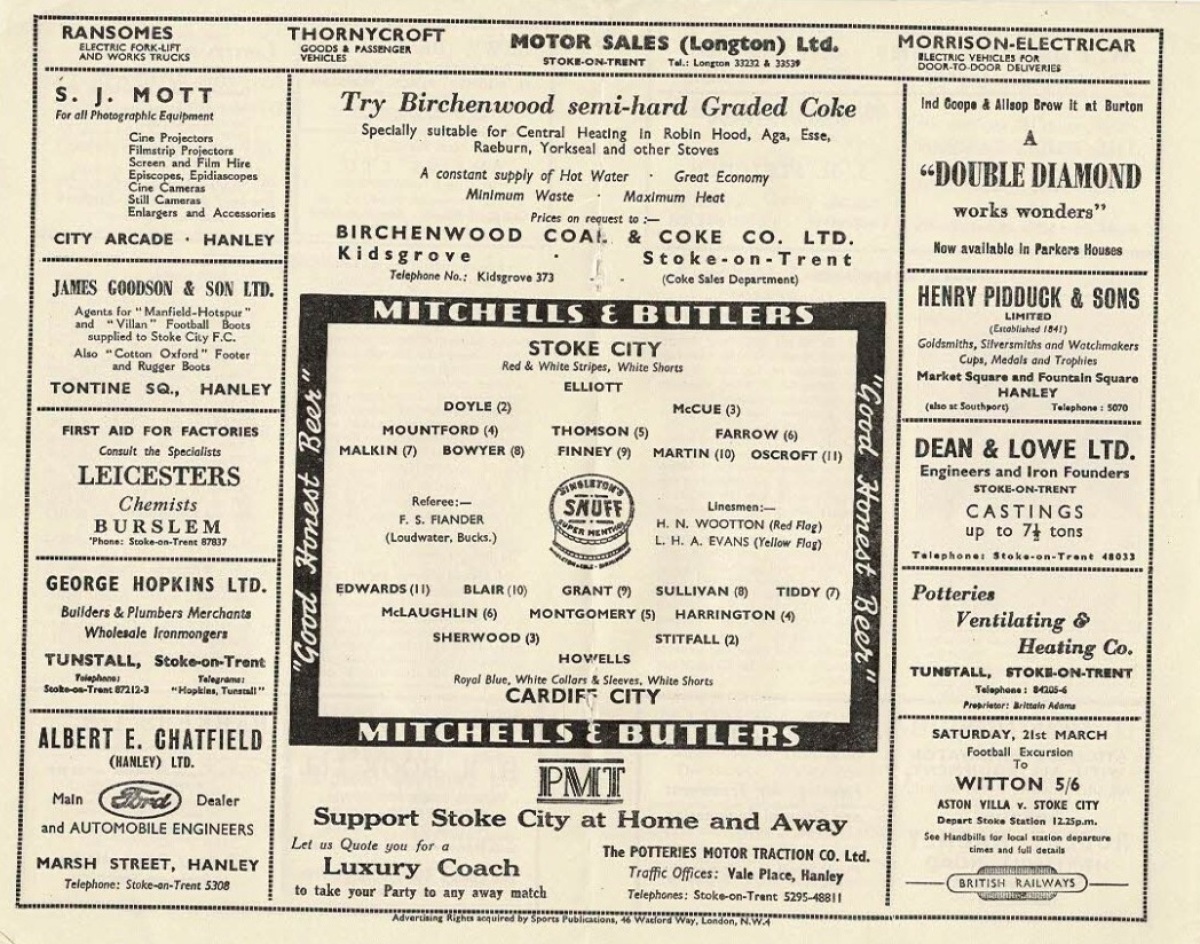 RANSOMES
ELECTRIC FORK-LIFT
AND WORKS TRUCKS
THORNYCROFT
GOODS & PASSENGER
VEHICLES
MOTOR SALES (Longton) Ltd.
STOKE-ON-TRENT Tel.: Longton 33232 & 33539
MORRISON-ELECTRICAR
ELECTRIC VEHICLES FOR
DOOR-TO-DOOR DELIVERIES
S. J. MOTT
For all Photographic Equipment
Cine Projectors
Filmstrip Projectors
Screen and Film Hire
Episcopes, Epidiascopes
Cine Cameras
Still Cameras
Enlargers and Accessories
CITY ARCADE · HANLEY
JAMES GOODSON & SON LTD.
Agents for "Manfield-Hotspur"
and "Villan" Football Boots
supplied to Stoke City F.C.
Also "Cotton Oxford" Footer
and Rugger Boots
TONTINE SQ., HANLEY
FIRST AID FOR FACTORIES
Consult the Specialists
LEICESTERS
Chemists
BURSLEM
'Phone: Stoke-on-Trent 87837
GEORGE HOPKINS LTD.
Builders & Plumbers Merchants
Wholesale Ironmongers
TUNSTALL, Stoke-on-Trent
Telephone: Telegrams:
Stoke-on-Trent 87212-3 "Hopkins, Tunstall"
ALBERT E. CHATFIELD
(HANLEY) LTD.
Main Ford Dealer
and AUTOMOBILE ENGINEERS
MARSH STREET, HANLEY
Telephone: Stoke-on-Trent 5308
Try Birchenwood semi-hard Graded Coke
Specially suitable for Central Heating in Robin Hood, Aga, Esse,
Raeburn, Yorkseal and other Stoves
A constant supply of Hot Water · Great Economy
Minimum Waste · Maximum Heat
Prices on request to :—
BIRCHENWOOD COAL & COKE CO. LTD.
Kidsgrove · Stoke-on-Trent
Telephone No.: Kidsgrove 373 (Coke Sales Department)
MITCHELLS & BUTLERS
"Good Honest Beer"
STOKE CITY
Red & White Stripes, White Shorts
ELLIOTT
DOYLE (2) McCUE (3)
MOUNTFORD (4) THOMSON (5) FARROW (6)
MALKIN (7) BOWYER (8) FINNEY (9) MARTIN (10) OSCROFT (11)
Referee:—
F. S. FIANDER
(Loudwater, Bucks.)
SINGLETON'S
SNUFF
SUPER MENTHOL
Linesmen:—
H. N. WOOTTON (Red Flag)
L. H. A. EVANS (Yellow Flag)
EDWARDS (11) BLAIR (10) GRANT (9) SULLIVAN (8) TIDDY (7)
McLAUGHLIN (6) MONTGOMERY (5) HARRINGTON (4)
SHERWOOD (3) STITFALL (2)
HOWELLS
Royal Blue, White Collars & Sleeves, White Shorts
CARDIFF CITY
"Good Honest Beer"
MITCHELLS & BUTLERS
PMT
Support Stoke City at Home and Away
Let us Quote you for a
Luxury Coach
to take your Party to any away match
The POTTERIES MOTOR TRACTION CO. Ltd.
Traffic Offices: Vale Place, Hanley
Telephones: Stoke-on-Trent 5295-48811
Ind Coope & Allsop Brew it at Burton
A
"DOUBLE DIAMOND
works wonders"
Now available in Parkers Houses
HENRY PIDDUCK & SONS
LIMITED
(Established 1841)
Goldsmiths, Silversmiths and Watchmakers
Cups, Medals and Trophies
Market Square and Fountain Square
HANLEY
(also at Southport) Telephone : 5070
DEAN & LOWE LTD.
Engineers and Iron Founders
STOKE-ON-TRENT
CASTINGS
up to 7½ tons
Telephone: Stoke-on-Trent 48033
Potteries
Ventilating &
Heating Co.
TUNSTALL, STOKE-ON-TRENT
Telephone : 84205-6
Proprietor: Brittain Adams
SATURDAY, 21st MARCH
Football Excursion
To
WITTON 5/6
ASTON VILLA v. STOKE CITY
Depart Stoke Station 12.25p.m.
See Handbills for local station departure
times and full details
BRITISH RAILWAYS
Advertising Rights acquired by Sports Publications, 46 Watford Way, London, N.W.4